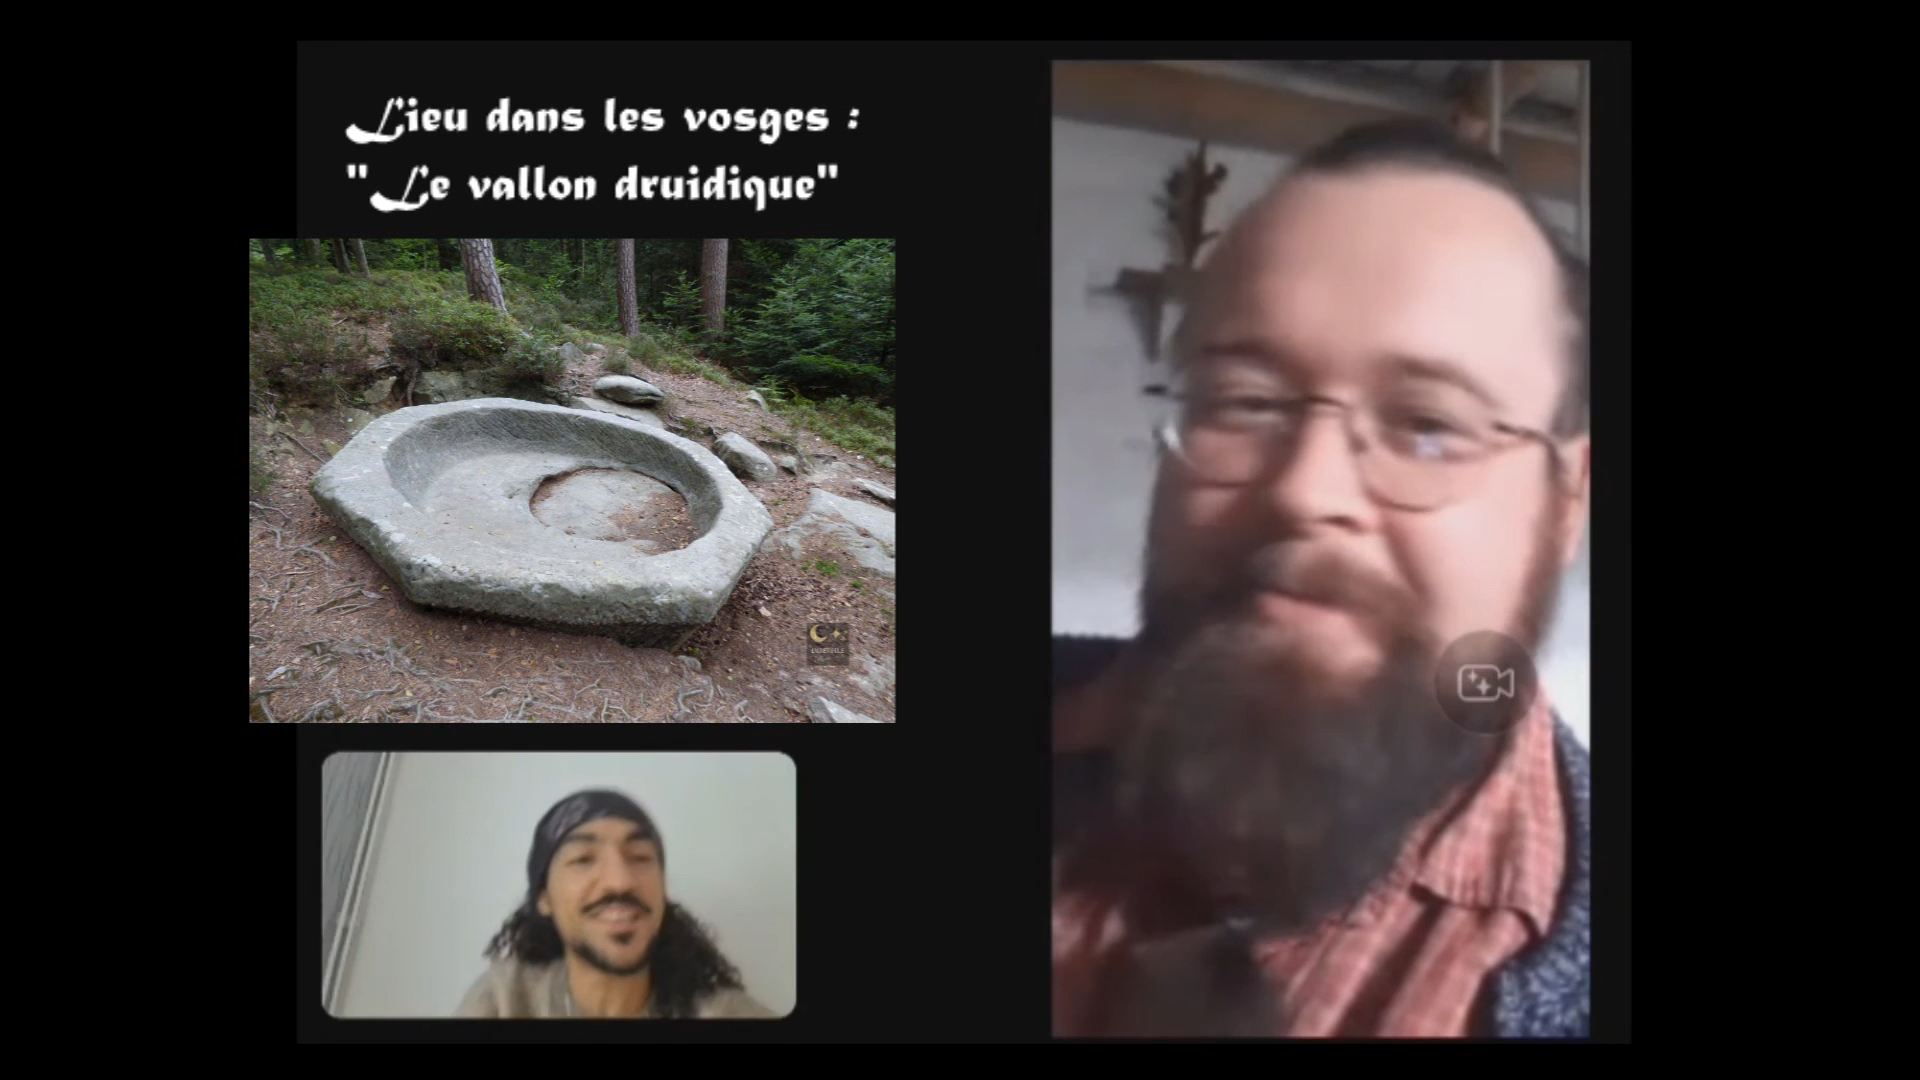 Lieu dans les vosges :
"Le vallon druidique"